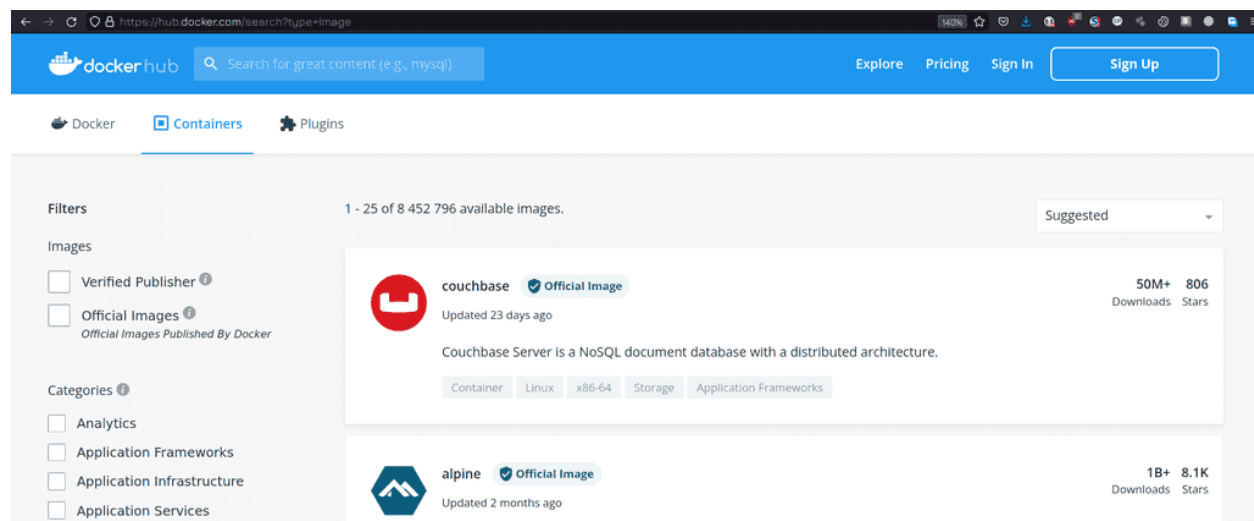 https://hub.docker.com/search?type=image 140%
dockerhub Search for great content (e.g., mysql) Explore Pricing Sign In Sign Up
Docker Containers Plugins
Filters
1 - 25 of 8 452 796 available images.
Suggested
Images
Verified Publisher
Official Images
Official Images Published By Docker
Categories
Analytics
Application Frameworks
Application Infrastructure
Application Services
couchbase Official Image
50M+ 806
Downloads Stars
Updated 23 days ago
Couchbase Server is a NoSQL document database with a distributed architecture.
Container Linux x86-64 Storage Application Frameworks
alpine Official Image
1B+ 8.1K
Downloads Stars
Updated 2 months ago